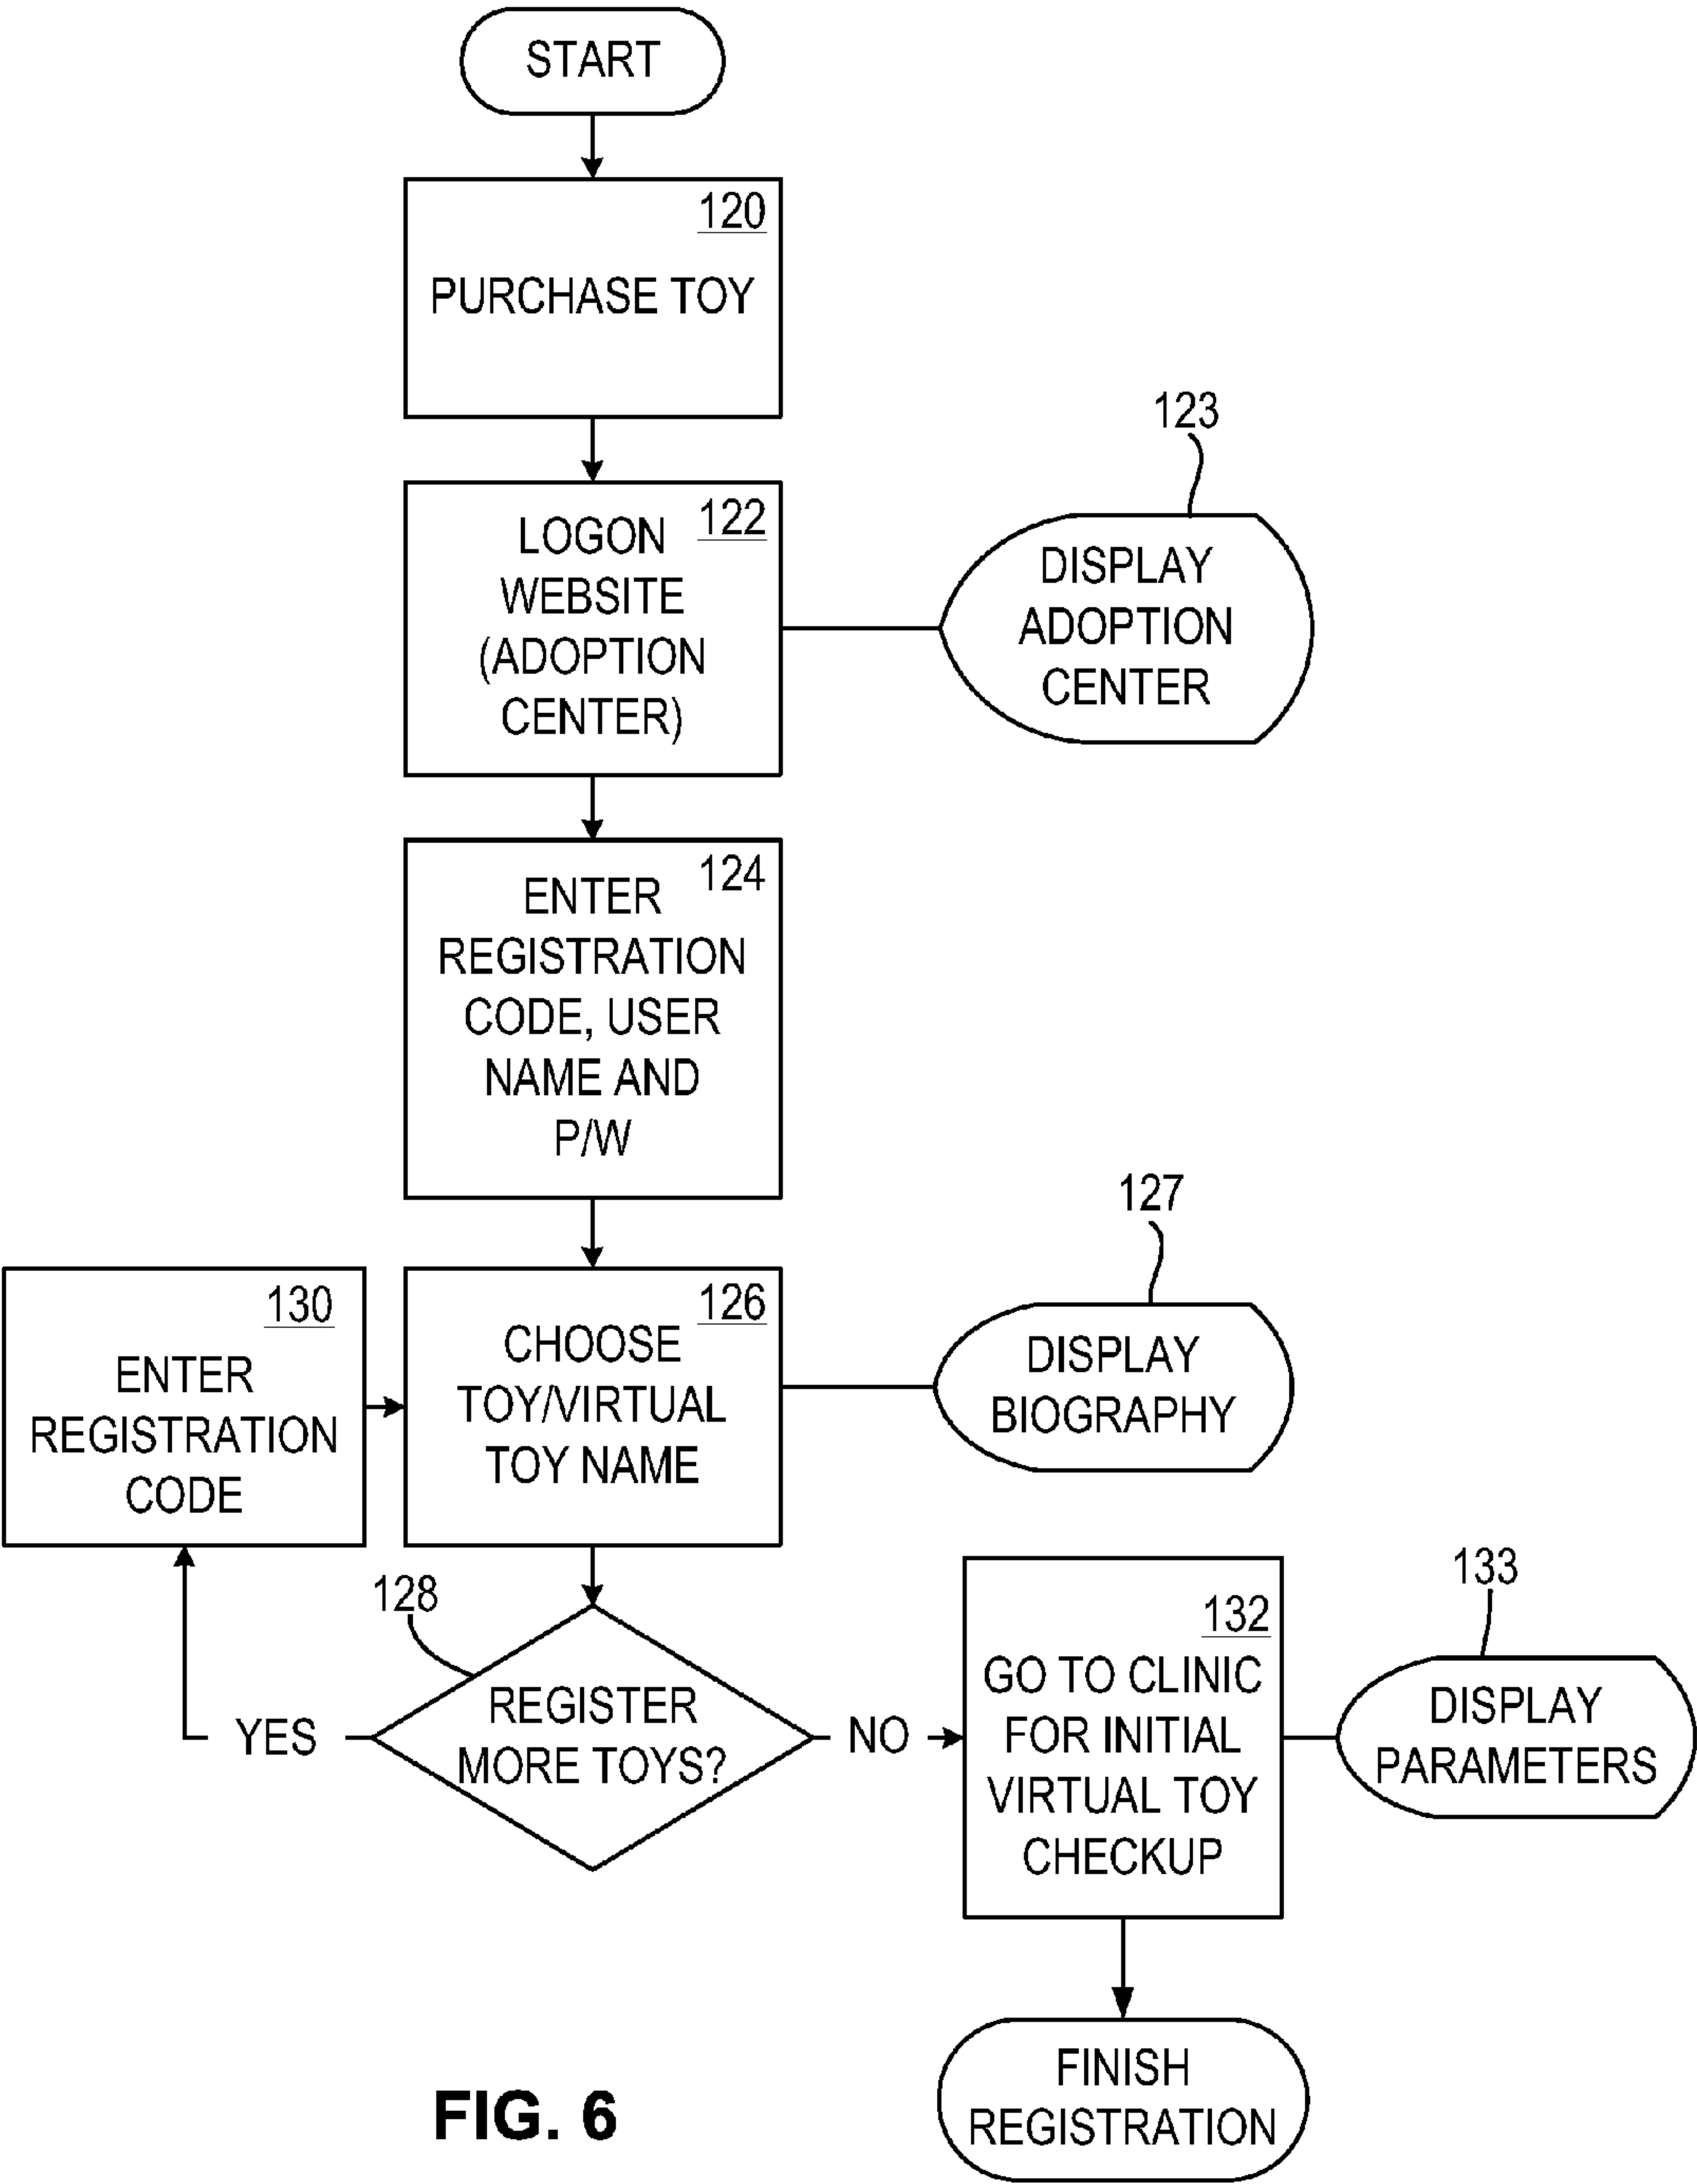 START
120
PURCHASE TOY
122
LOGON
WEBSITE
(ADOPTION
CENTER)
123
DISPLAY
ADOPTION
CENTER
124
ENTER
REGISTRATION
CODE, USER
NAME AND
P/W
130
ENTER
REGISTRATION
CODE
126
CHOOSE
TOY/VIRTUAL
TOY NAME
127
DISPLAY
BIOGRAPHY
128
REGISTER
MORE TOYS?
YES
NO
132
GO TO CLINIC
FOR INITIAL
VIRTUAL TOY
CHECKUP
133
DISPLAY
PARAMETERS
FINISH
REGISTRATION
FIG. 6